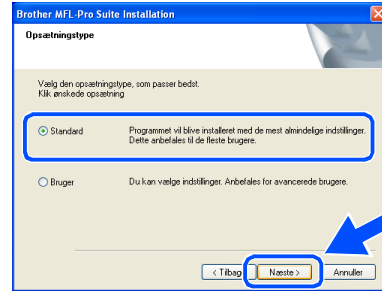 Brother MFL-Pro Suite Installation
Opsætningstype
Vælg den opsætningstype, som passer bedst.
Klik ønskede opsætning
Standard
Programmet vil blive installeret med de mest almindelige indstillinger.
Dette anbefales til de fleste brugere.
Bruger
Du kan vælge indstillinger. Anbefales for avancerede brugere.
< Tilbag
Næste >
Annuller